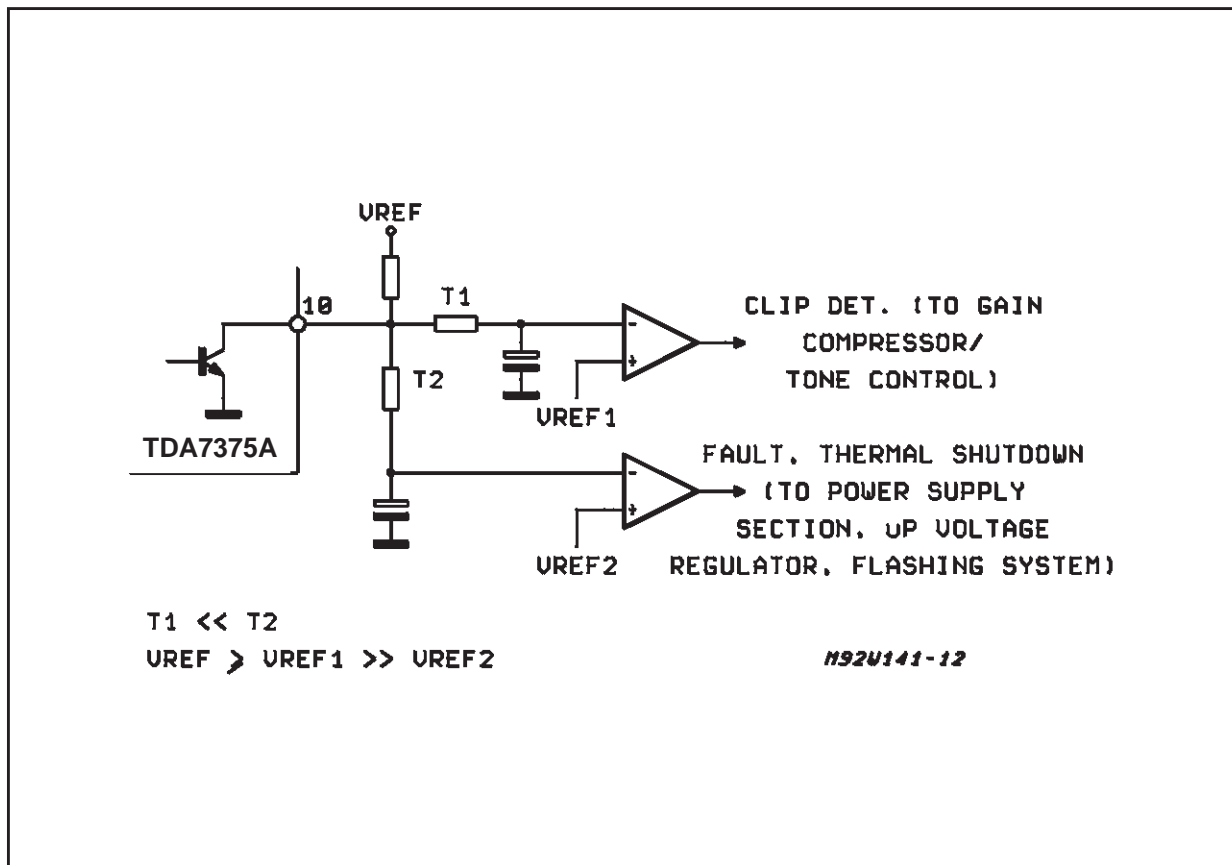 VREF
10
T1
T2
TDA7375A
-
+
VREF1
CLIP DET. (TO GAIN
COMPRESSOR/
TONE CONTROL)
-
+
VREF2
FAULT, THERMAL SHUTDOWN
(TO POWER SUPPLY
SECTION, uP VOLTAGE
REGULATOR, FLASHING SYSTEM)
T1 << T2
VREF > VREF1 >> VREF2
M92W141-12